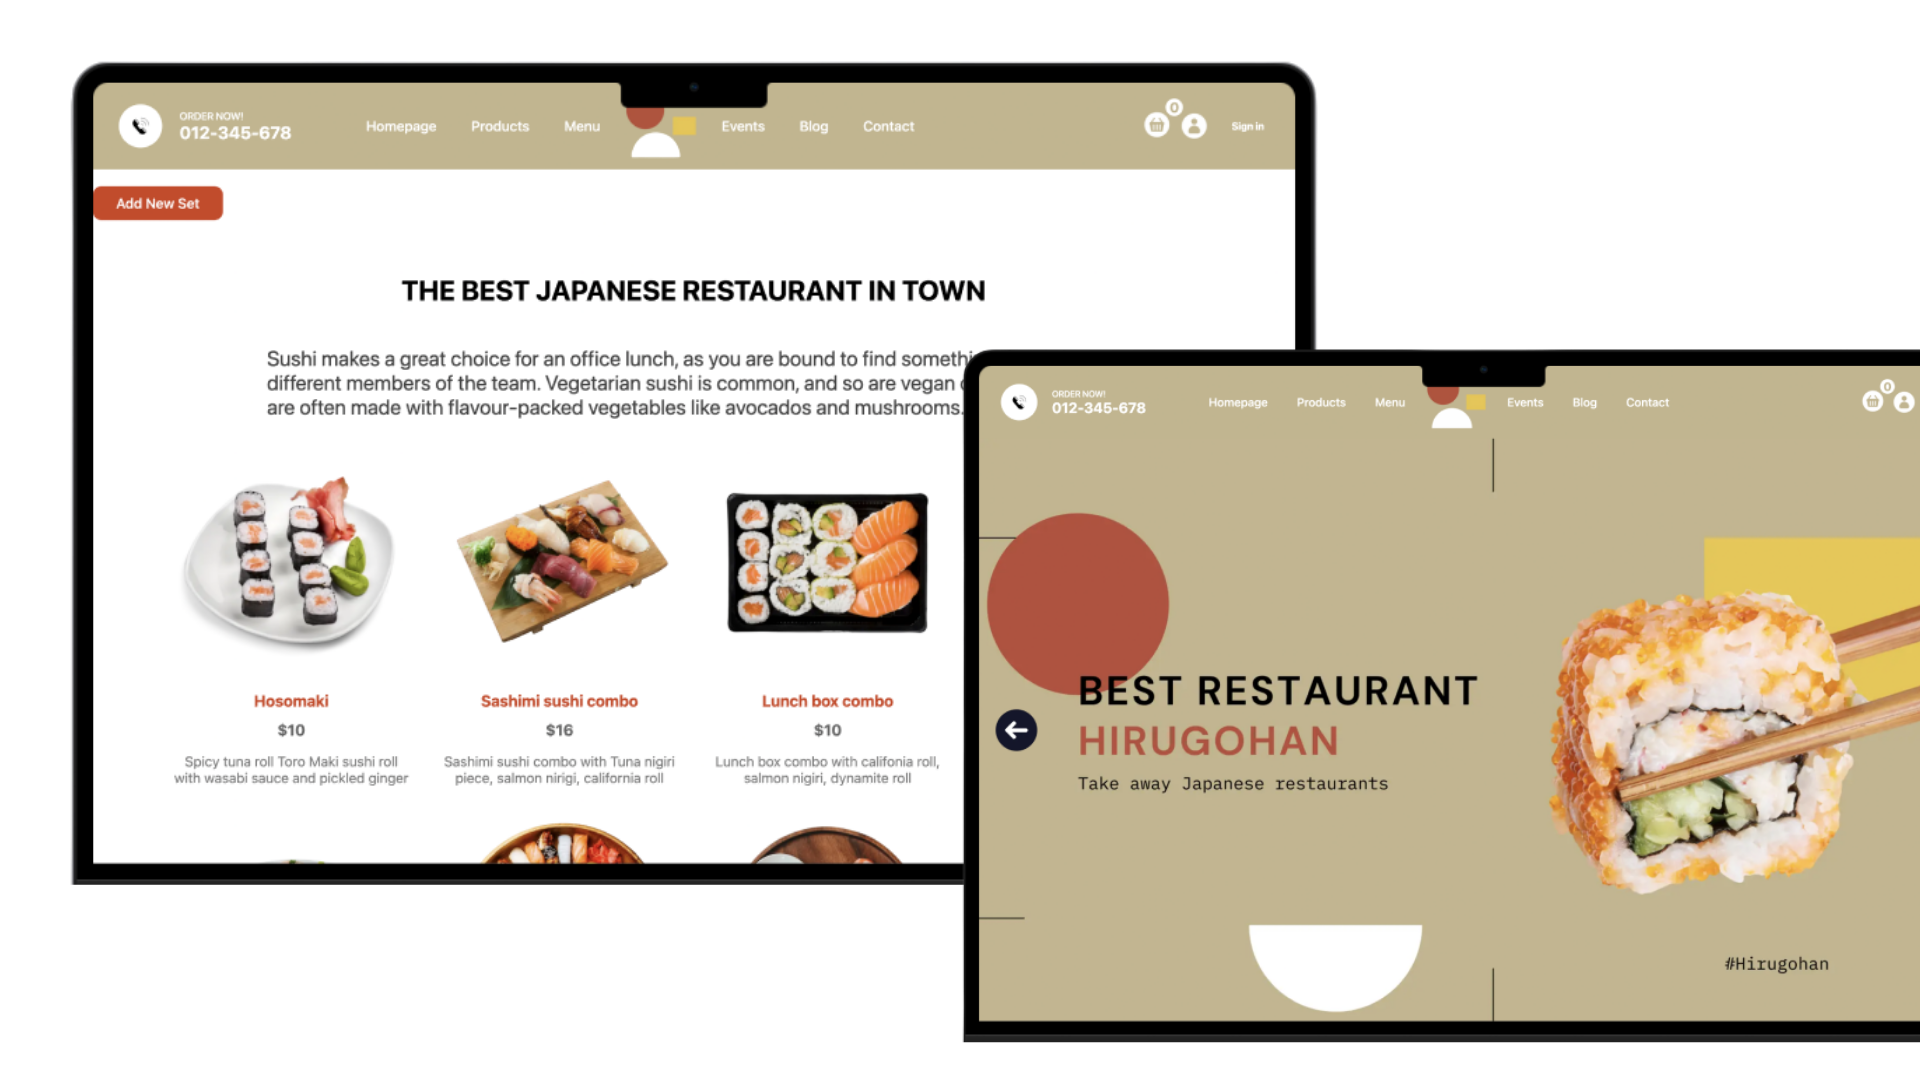 ORDER NOW!
012-345-678
Homepage
Products
Menu
Events
Blog
Contact
0
Sign in
Add New Set
THE BEST JAPANESE RESTAURANT IN TOWN
Sushi makes a great choice for an office lunch, as you are bound to find
different members of the team. Vegetarian sushi is common, and so are vegan
are often made with flavour-packed vegetables like avocados and mushrooms.
Hosomaki
$10
Spicy tuna roll Toro Maki sushi roll
with wasabi sauce and pickled ginger
Sashimi sushi combo
$16
Sashimi sushi combo with Tuna nigiri
piece, salmon nirigi, california roll
Lunch box combo
$10
Lunch box combo with califonia roll,
salmon nigiri, dynamite roll
ORDER NOW!
012-345-678
Homepage
Products
Menu
Events
Blog
Contact
0
BEST RESTAURANT
HIRUGOHAN
Take away Japanese restaurants
#Hirugohan